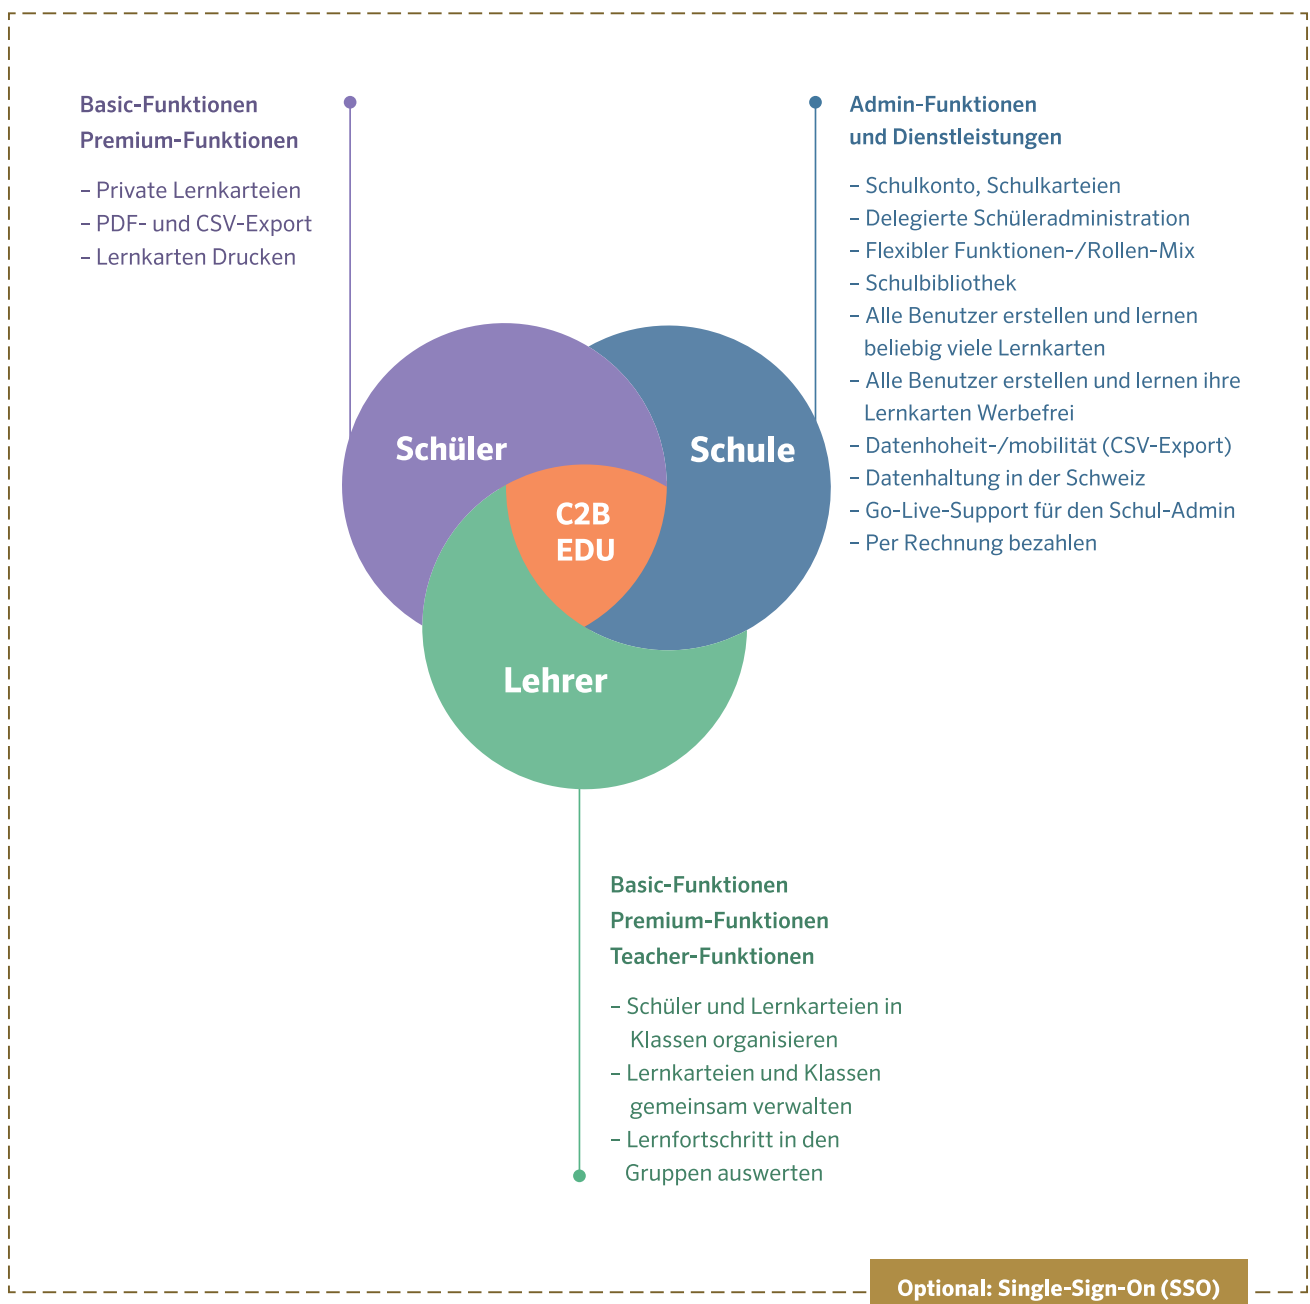 Basic-Funktionen
Premium-Funktionen
– Private Lernkarteien
– PDF- und CSV-Export
– Lernkarten Drucken
Admin-Funktionen
und Dienstleistungen
– Schulkonto, Schulkarteien
– Delegierte Schüleradministration
– Flexibler Funktionen-/Rollen-Mix
– Schulbibliothek
– Alle Benutzer erstellen und lernen
beliebig viele Lernkarten
– Alle Benutzer erstellen und lernen ihre
Lernkarten Werbefrei
– Datenhoheit-/mobilität (CSV-Export)
– Datenhaltung in der Schweiz
– Go-Live-Support für den Schul-Admin
– Per Rechnung bezahlen
Schüler
Schule
C2B
EDU
Lehrer
Basic-Funktionen
Premium-Funktionen
Teacher-Funktionen
– Schüler und Lernkarteien in
Klassen organisieren
– Lernkarteien und Klassen
gemeinsam verwalten
– Lernfortschritt in den
Gruppen auswerten
Optional: Single-Sign-On (SSO)